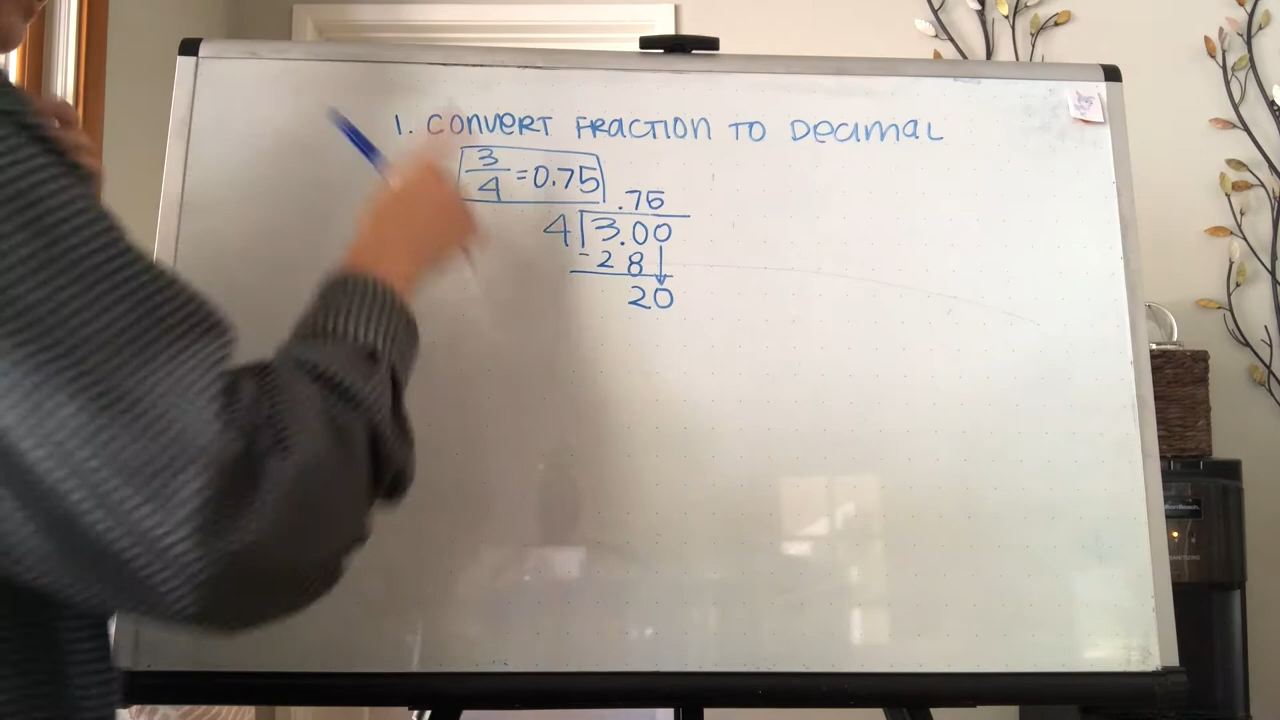 1. CONVERT FRACTION TO DECIMAL
3/4 = 0.75
.75
4 3.00
-28
20